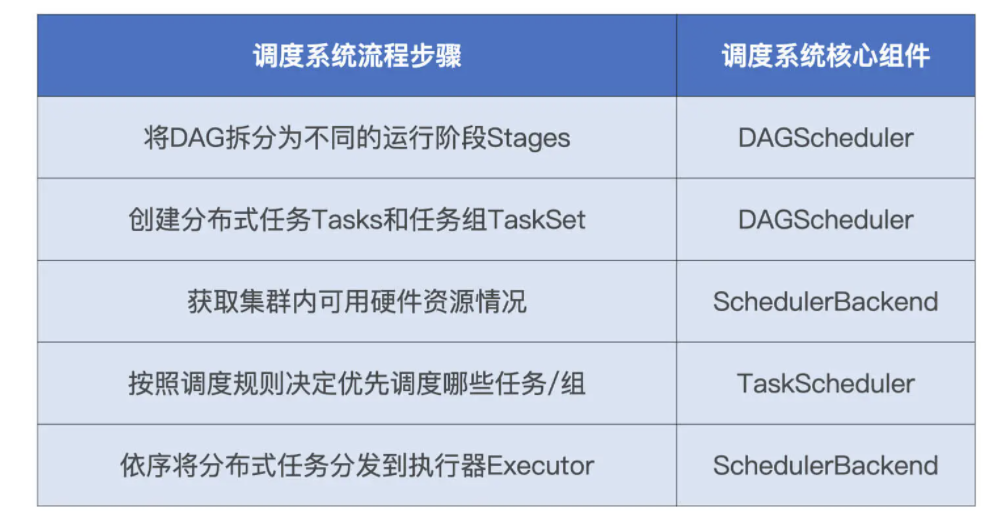 调度系统流程步骤 调度系统核心组件
将DAG拆分为不同的运行阶段Stages DAGScheduler
创建分布式任务Tasks和任务组TaskSet DAGScheduler
获取集群内可用硬件资源情况 SchedulerBackend
按照调度规则决定优先调度哪些任务/组 TaskScheduler
依序将分布式任务分发到执行器Executor SchedulerBackend